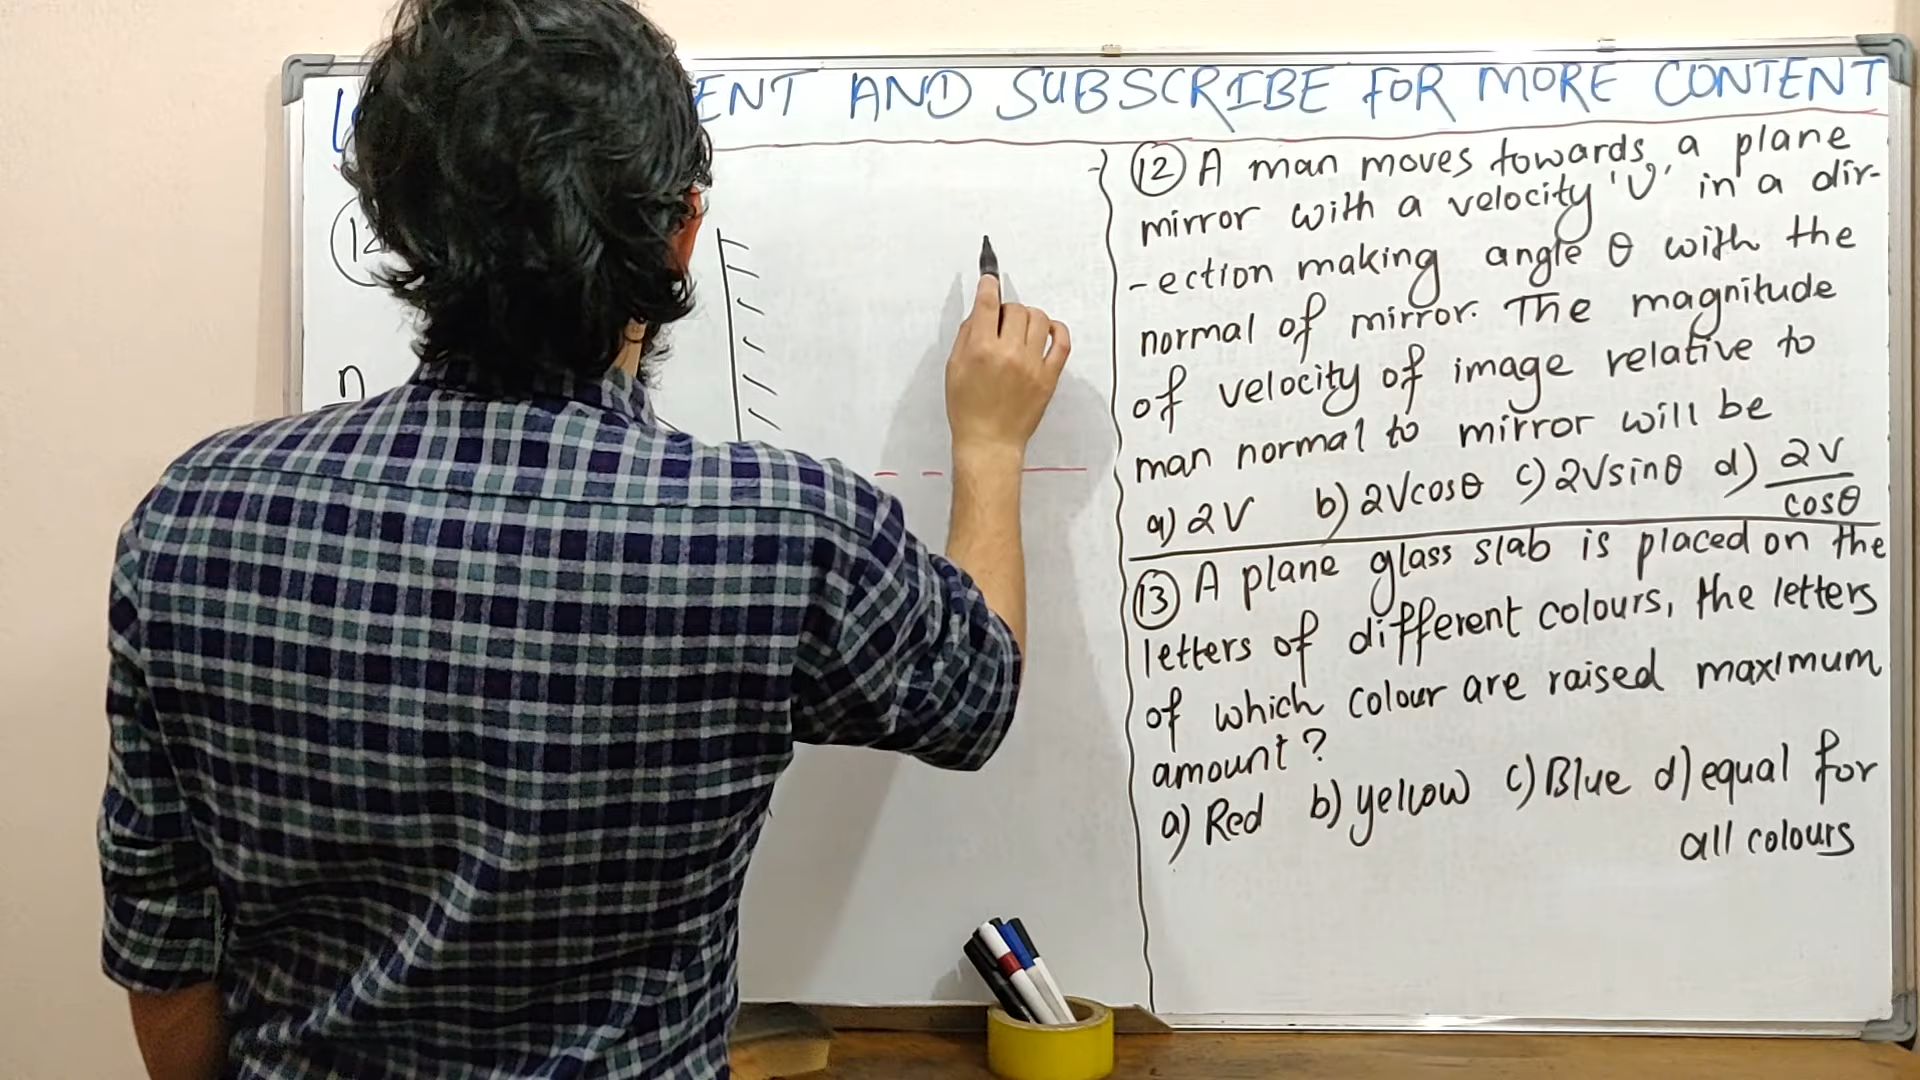 AND SUBSCRIBE FOR MORE CONTENT
n
⑫ A man moves towards a plane
mirror with a velocity 'v' in a dir-
-ection making angle θ with the
normal of mirror. The magnitude
of velocity of image relative to
man normal to mirror will be
a) 2V b) 2Vcosθ c) 2Vsinθ d) 2V/cosθ
⑬ A plane glass slab is placed on the
letters of different colours, the letters
of which colour are raised maximum
amount?
a) Red b) yellow c) Blue d) equal for
all colours